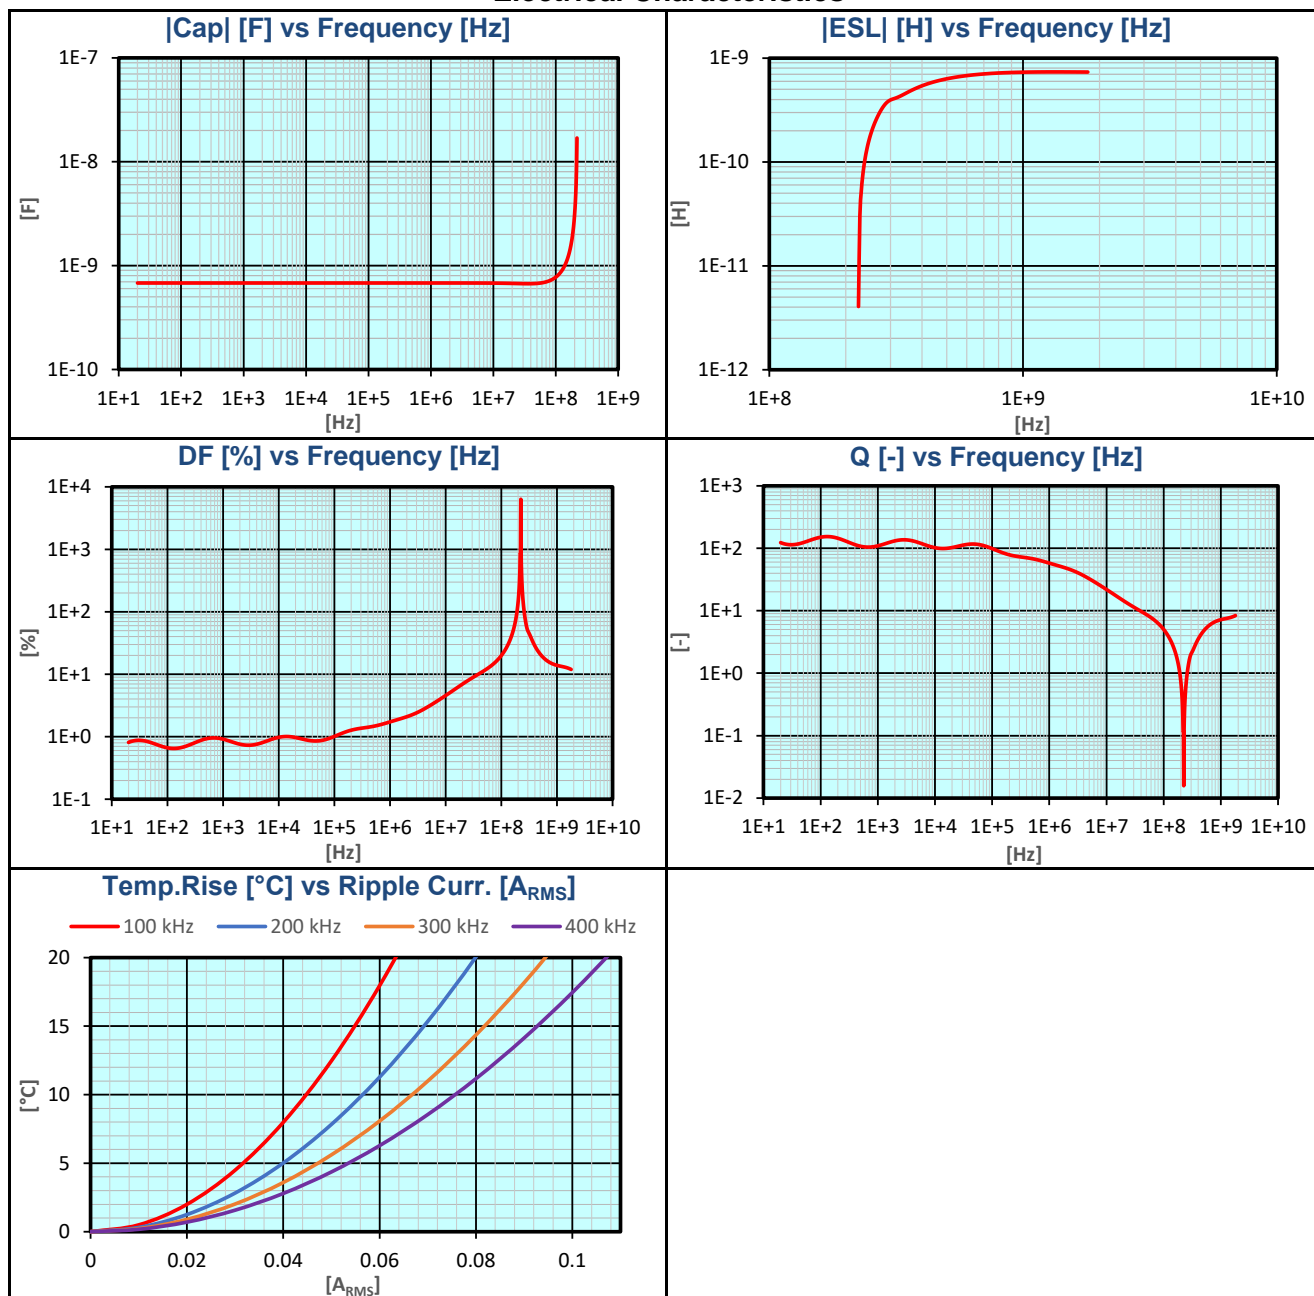 |Cap| [F] vs Frequency [Hz]
1E-7
1E-8
1E-9
1E-10
[F]
1E+1 1E+2 1E+3 1E+4 1E+5 1E+6 1E+7 1E+8 1E+9
[Hz]
|ESL| [H] vs Frequency [Hz]
1E-9
1E-10
1E-11
1E-12
[H]
1E+8 1E+9 1E+10
[Hz]
DF [%] vs Frequency [Hz]
1E+4
1E+3
1E+2
1E+1
1E+0
1E-1
[%]
1E+1 1E+2 1E+3 1E+4 1E+5 1E+6 1E+7 1E+8 1E+9 1E+10
[Hz]
Q [-] vs Frequency [Hz]
1E+3
1E+2
1E+1
1E+0
1E-1
1E-2
[-]
1E+1 1E+2 1E+3 1E+4 1E+5 1E+6 1E+7 1E+8 1E+9 1E+10
[Hz]
Temp.Rise [°C] vs Ripple Curr. [ARMS]
100 kHz 200 kHz 300 kHz 400 kHz
20
15
10
5
0
[°C]
0 0.02 0.04 0.06 0.08 0.1
[ARMS]